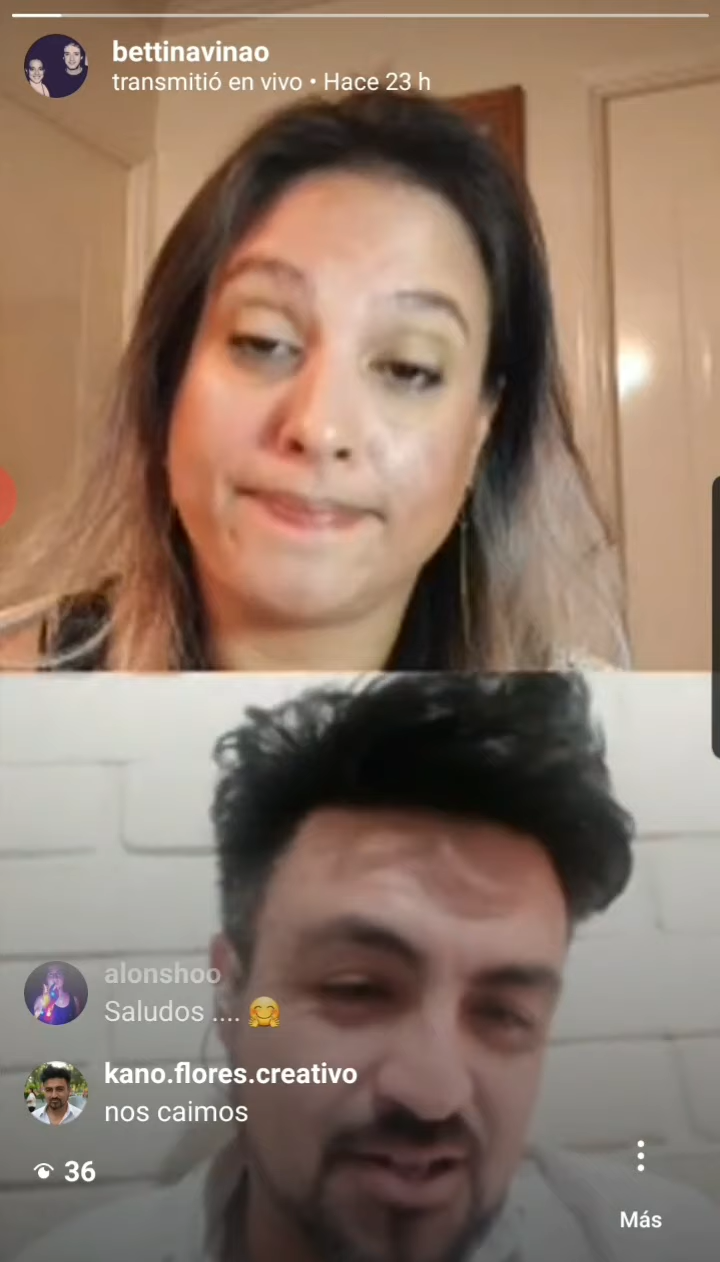 bettinavinao
transmitió en vivo • Hace 23 h
alonshoo
Saludos .... 🤗
kano.flores.creativo
nos caimos
36
Más